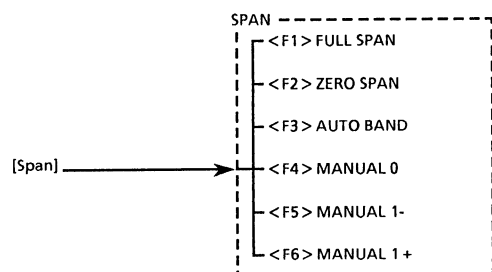 SPAN
<F1> FULL SPAN
<F2> ZERO SPAN
<F3> AUTO BAND
[Span]
<F4> MANUAL 0
<F5> MANUAL 1-
<F6> MANUAL 1+